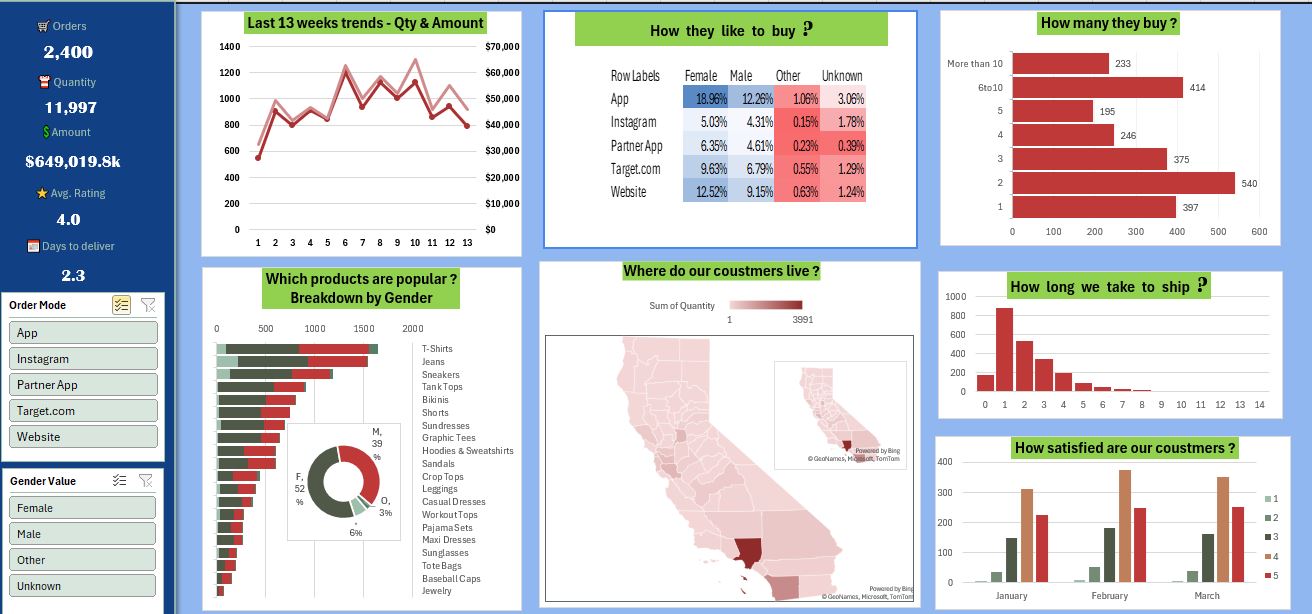 Orders
2,400
Quantity
11,997
Amount
$649,019.8k
Avg. Rating
4.0
Days to deliver
2.3
Order Mode
App
Instagram
Partner App
Target.com
Website
Gender Value
Female
Male
Other
Unknown
Last 13 weeks trends - Qty & Amount
1400 $70,000
1200 $60,000
1000 $50,000
800 $40,000
600 $30,000
400 $20,000
200 $10,000
0 $0
1 2 3 4 5 6 7 8 9 10 11 12 13
How they like to buy ?
Row Labels Female Male Other Unknown
App 18.96% 12.26% 1.06% 3.06%
Instagram 5.03% 4.31% 0.15% 1.78%
Partner App 6.35% 4.61% 0.23% 0.39%
Target.com 9.63% 6.79% 0.55% 1.29%
Website 12.52% 9.15% 0.63% 1.24%
How many they buy ?
More than 10 233
6to10 414
5 195
4 246
3 375
2 540
1 397
0 100 200 300 400 500 600
Which products are popular ?
Breakdown by Gender
0 500 1000 1500 2000
T-Shirts
Jeans
Sneakers
Tank Tops
Bikinis
Shorts
Sundresses
Graphic Tees
Hoodies & Sweatshirts
Sandals
Crop Tops
Leggings
Casual Dresses
Workout Tops
Pajama Sets
Maxi Dresses
Sunglasses
Tote Bags
Baseball Caps
Jewelry
M,
39
%
F,
52
%
O,
3%
6%
Where do our coustmers live ?
Sum of Quantity
1 3991
Powered by Bing
© GeoNames, Microsoft, TomTom
Powered by Bing
© GeoNames, Microsoft, TomTom
How long we take to ship ?
1000
800
600
400
200
0
0 1 2 3 4 5 6 7 8 9 10 11 12 13 14
How satisfied are our coustmers ?
400
300
200
100
0
January February March
1
2
3
4
5